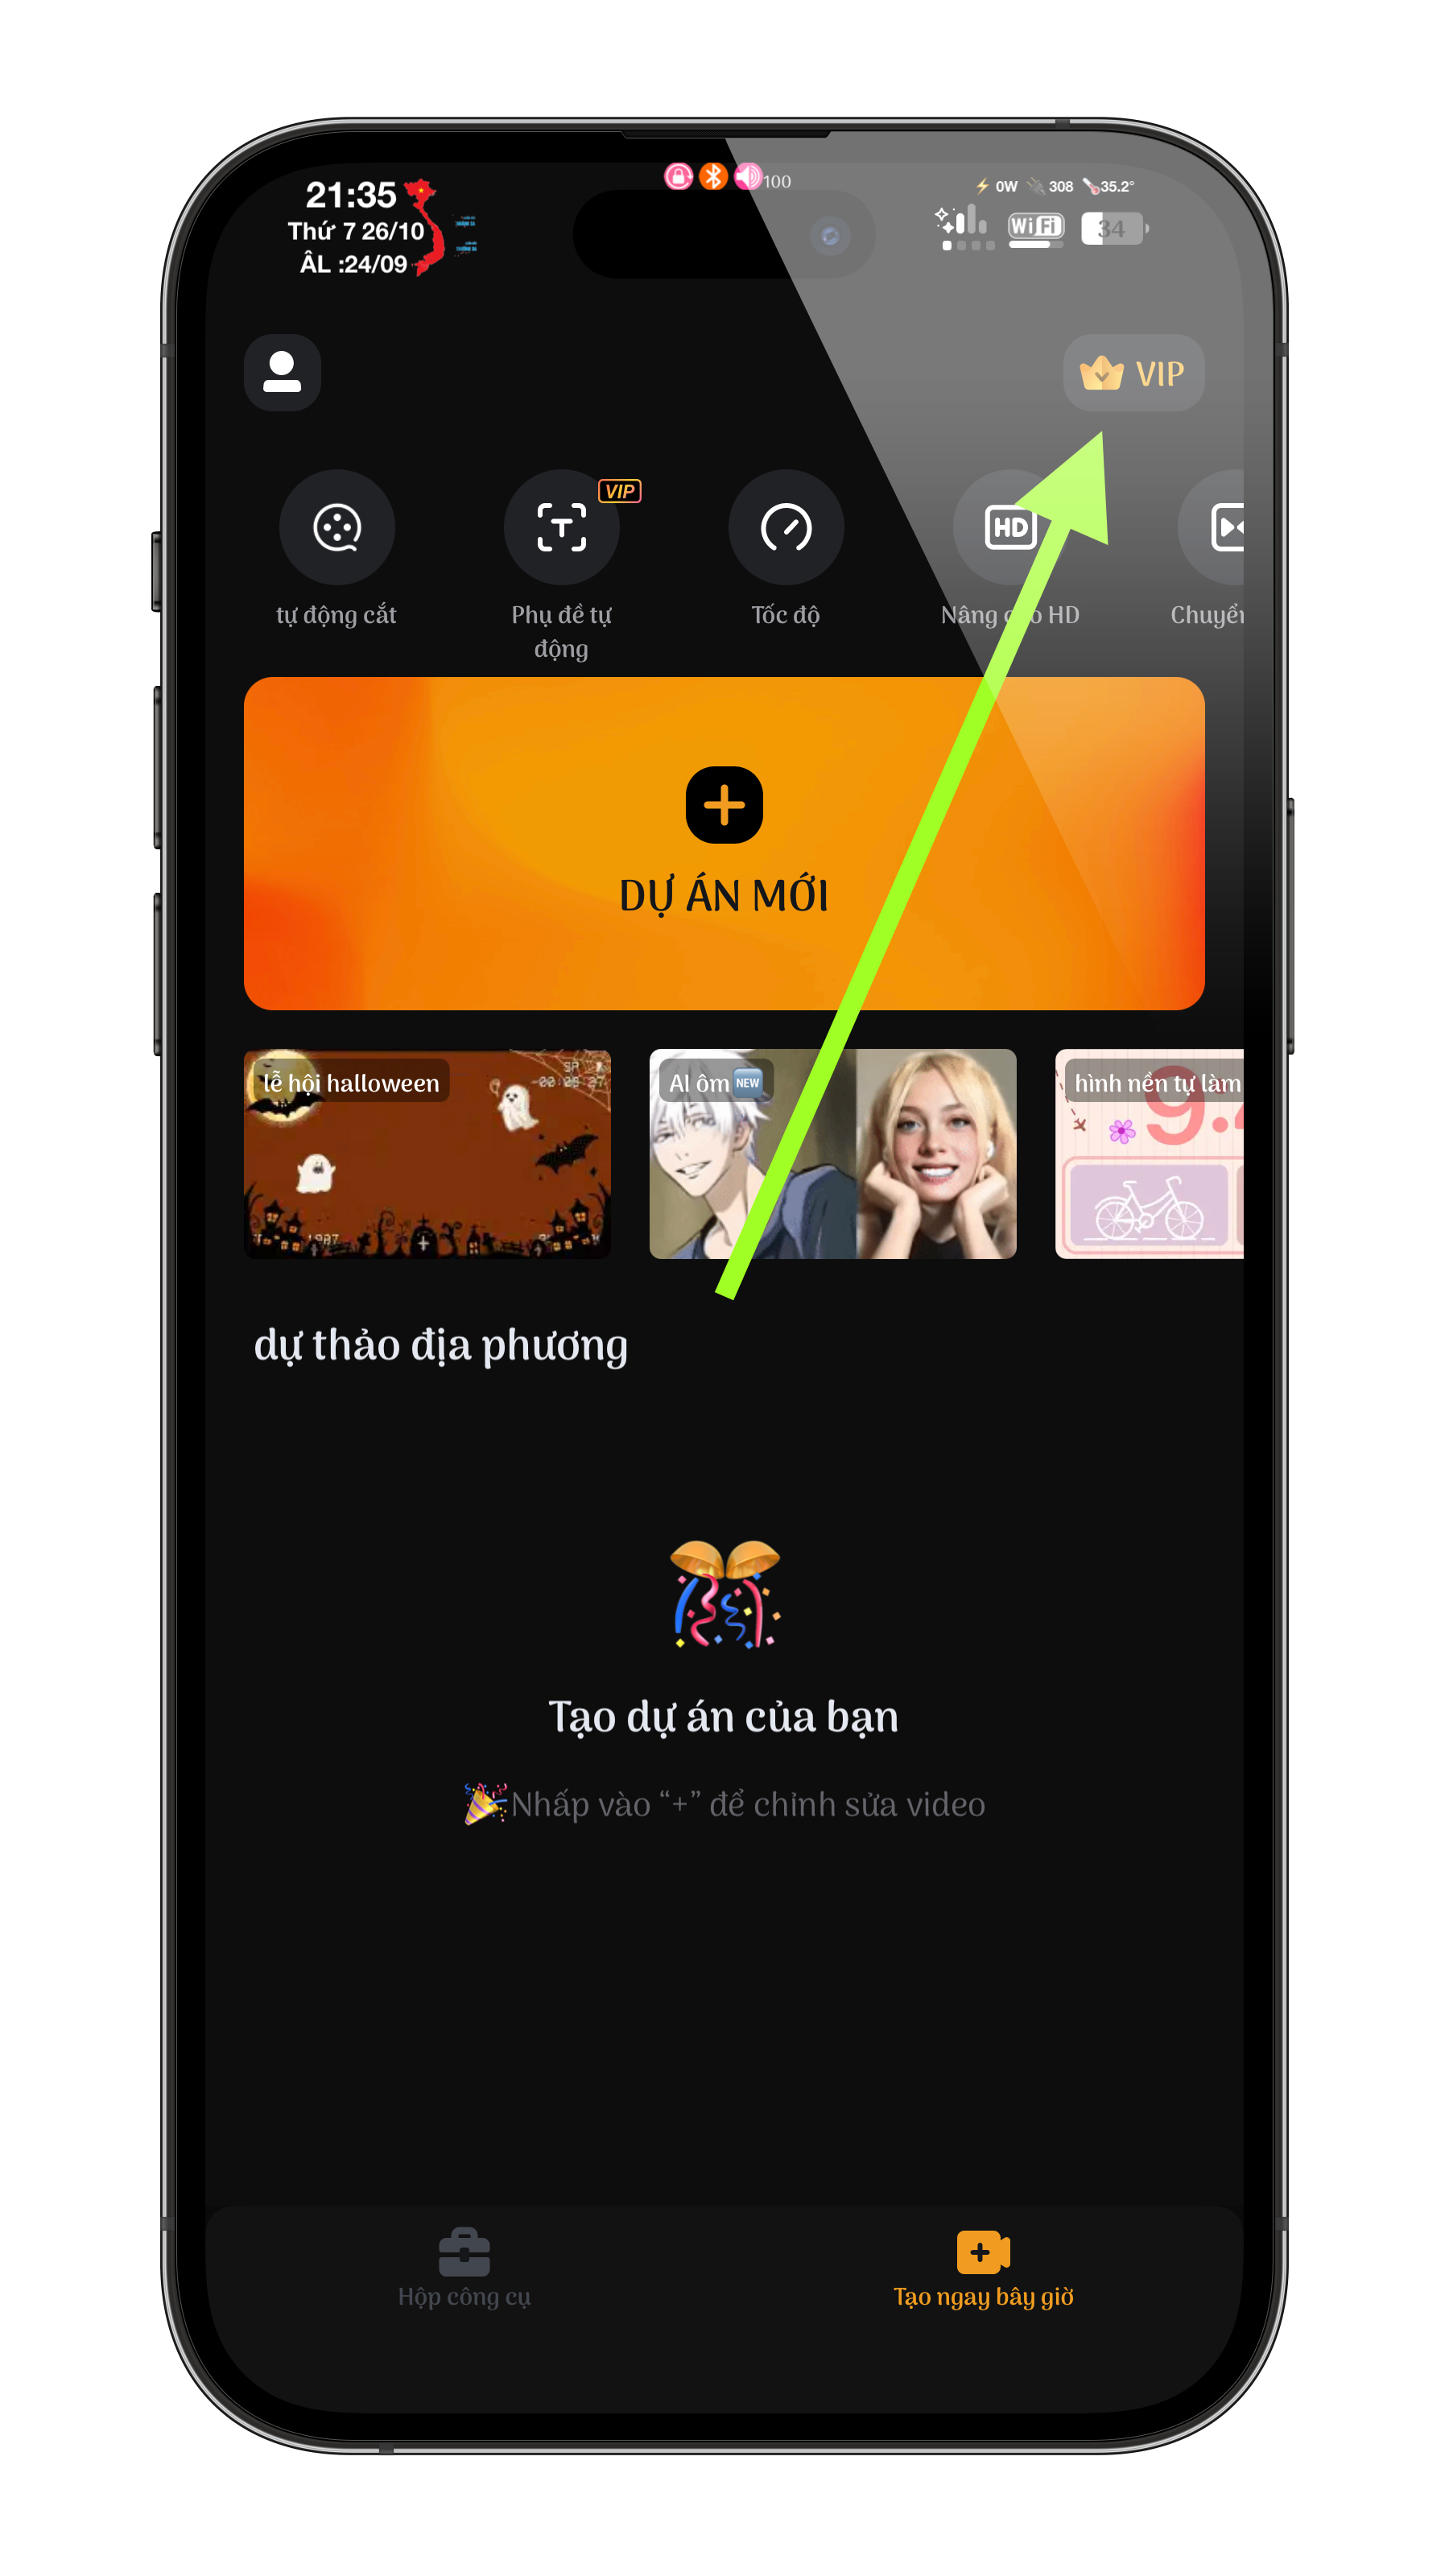 21:35
Thứ 7 26/10
ÂL :24/09
100
⚡ 0W 🔌 308 🌡️35.2°
WiFi
34
VIP
VIP
tự động cắt
Phụ đề tự
động
Tốc độ
HD
Nâng cao HD
Chuyển
DỰ ÁN MỚI
lễ hội halloween
AI ôm NEW
hình nền tự làm
dự thảo địa phương
Tạo dự án của bạn
🎉Nhấp vào “+” để chỉnh sửa video
Hộp công cụ
Tạo ngay bây giờ